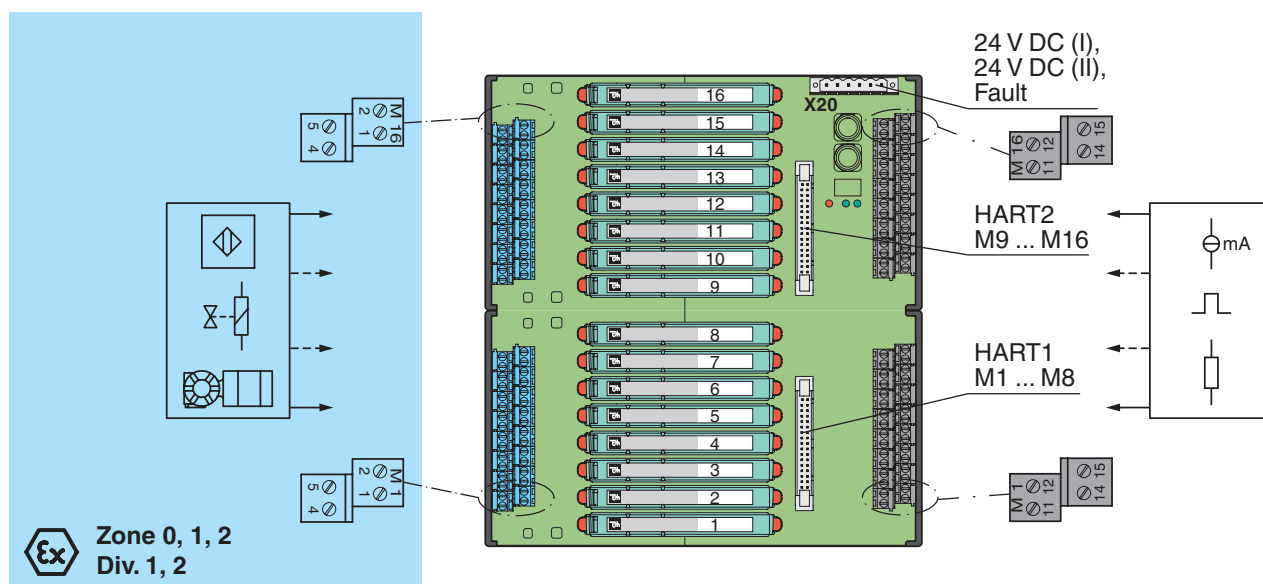 24 V DC (I),
24 V DC (II),
Fault
X20
16
15
14
13
12
11
10
9
8
7
6
5
4
3
2
1
M 16
2 1
5 4
M 16
11 12
14 15
HART2
M9 ... M16
mA
HART1
M1 ... M8
M 1
2 1
5 4
M 1
11 12
14 15
Ex
Zone 0, 1, 2
Div. 1, 2